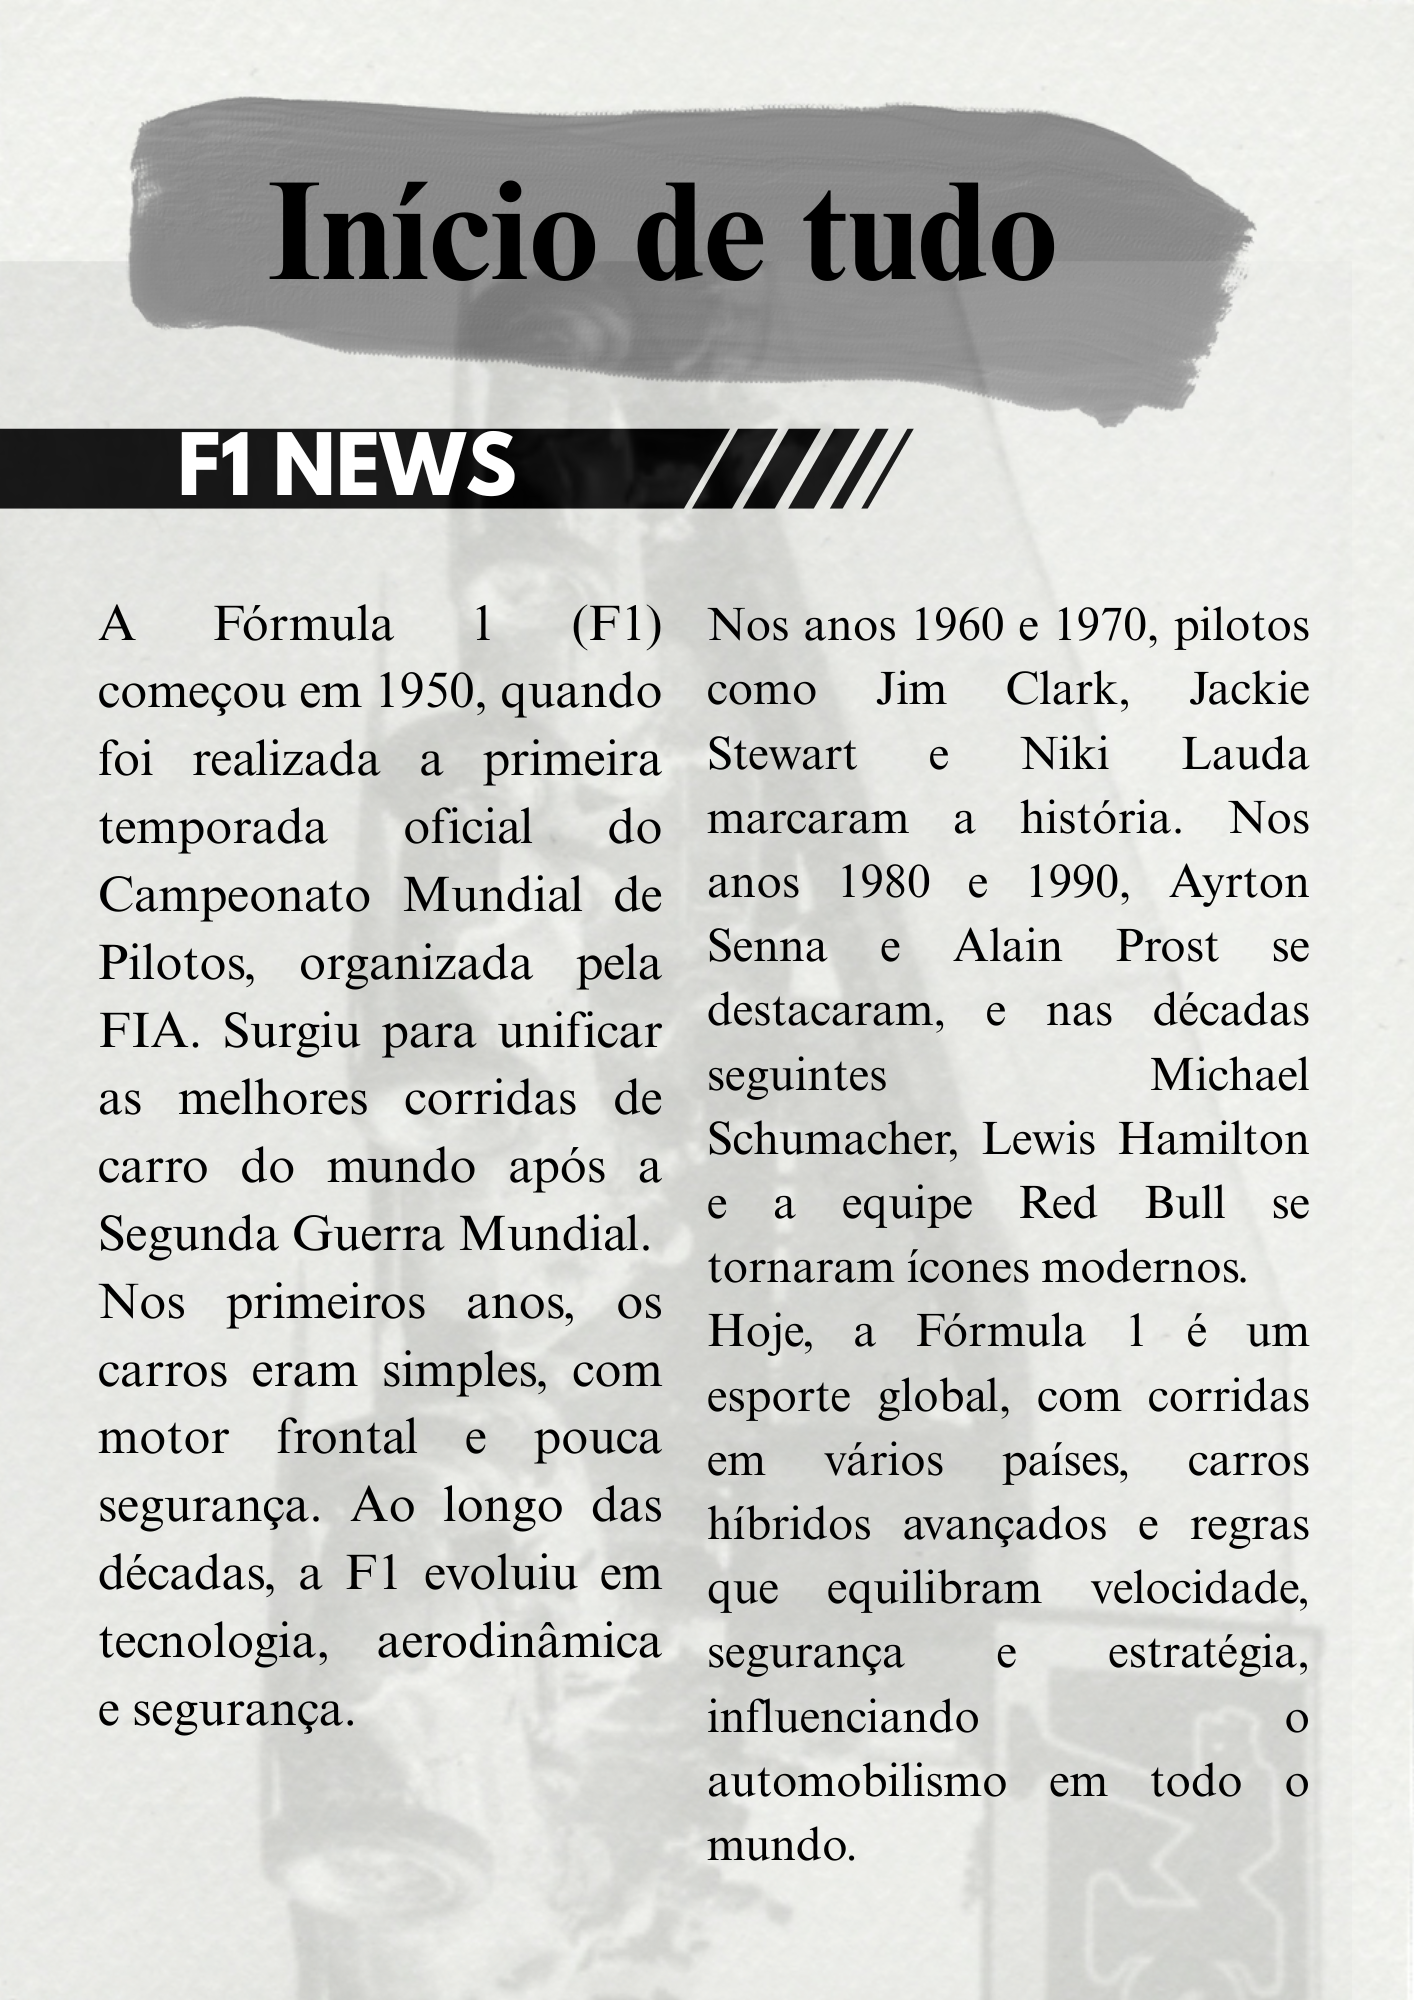 Início de tudo
F1 NEWS
A Fórmula 1 (F1)
começou em 1950, quando
foi realizada a primeira
temporada oficial do
Campeonato Mundial de
Pilotos, organizada pela
FIA. Surgiu para unificar
as melhores corridas de
carro do mundo após a
Segunda Guerra Mundial.
Nos primeiros anos, os
carros eram simples, com
motor frontal e pouca
segurança. Ao longo das
décadas, a F1 evoluiu em
tecnologia, aerodinâmica
e segurança.
Nos anos 1960 e 1970, pilotos
como Jim Clark, Jackie
Stewart e Niki Lauda
marcaram a história. Nos
anos 1980 e 1990, Ayrton
Senna e Alain Prost se
destacaram, e nas décadas
seguintes Michael
Schumacher, Lewis Hamilton
e a equipe Red Bull se
tornaram ícones modernos.
Hoje, a Fórmula 1 é um
esporte global, com corridas
em vários países, carros
híbridos avançados e regras
que equilibram velocidade,
segurança e estratégia,
influenciando o
automobilismo em todo o
mundo.